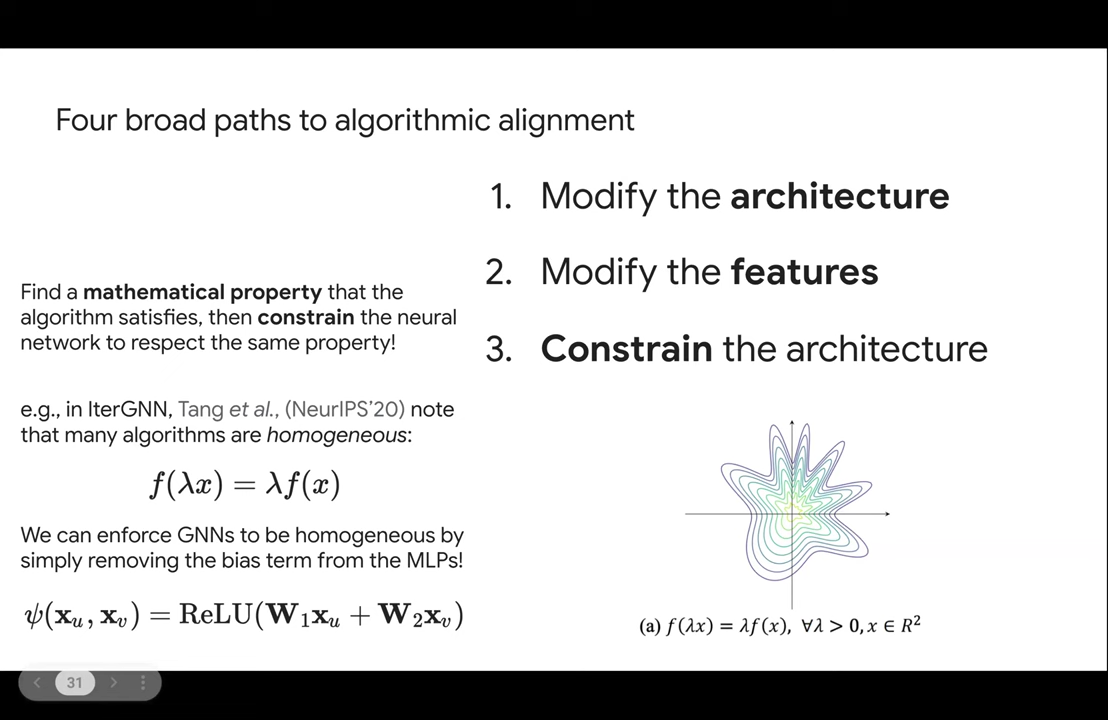 Four broad paths to algorithmic alignment
1. Modify the architecture
2. Modify the features
3. Constrain the architecture
Find a mathematical property that the
algorithm satisfies, then constrain the neural
network to respect the same property!
e.g., in IterGNN, Tang et al., (NeurIPS'20) note
that many algorithms are homogeneous:
f(λx) = λf(x)
We can enforce GNNs to be homogeneous by
simply removing the bias term from the MLPs!
ψ(𝐱ᵤ, 𝐱ᵥ) = ReLU(𝐖₁𝐱ᵤ + 𝐖₂𝐱ᵥ)
(a) f(λx) = λf(x), ∀λ > 0, x ∈ R²
31